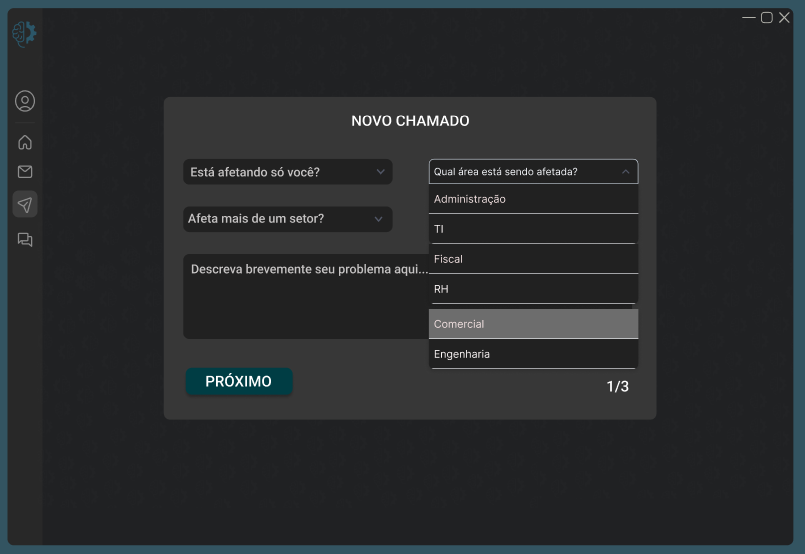 NOVO CHAMADO
Está afetando só você?
Qual área está sendo afetada?
Administração
Afeta mais de um setor?
TI
Fiscal
Descreva brevemente seu problema aqui...
RH
Comercial
Engenharia
PRÓXIMO
1/3